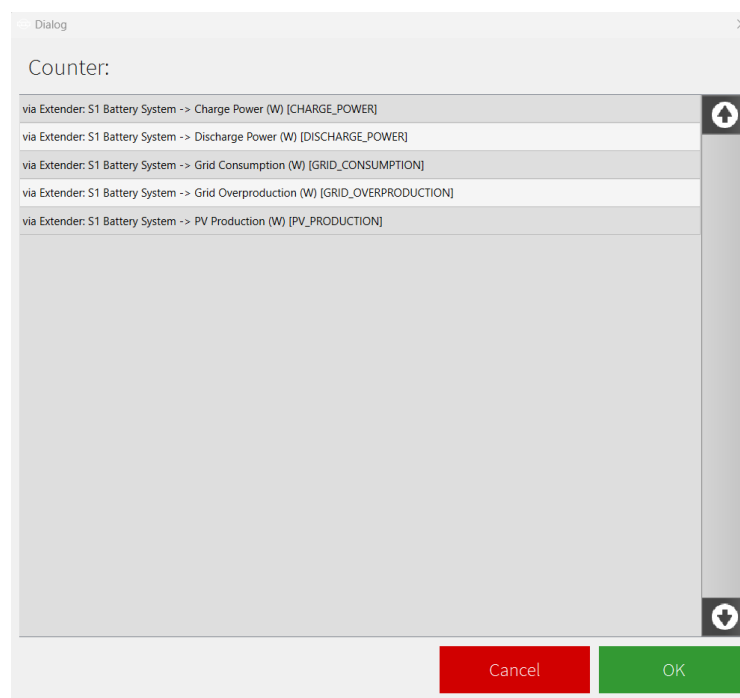 Dialog
Counter:
via Extender: S1 Battery System -> Charge Power (W) [CHARGE_POWER]
via Extender: S1 Battery System -> Discharge Power (W) [DISCHARGE_POWER]
via Extender: S1 Battery System -> Grid Consumption (W) [GRID_CONSUMPTION]
via Extender: S1 Battery System -> Grid Overproduction (W) [GRID_OVERPRODUCTION]
via Extender: S1 Battery System -> PV Production (W) [PV_PRODUCTION]
Cancel OK